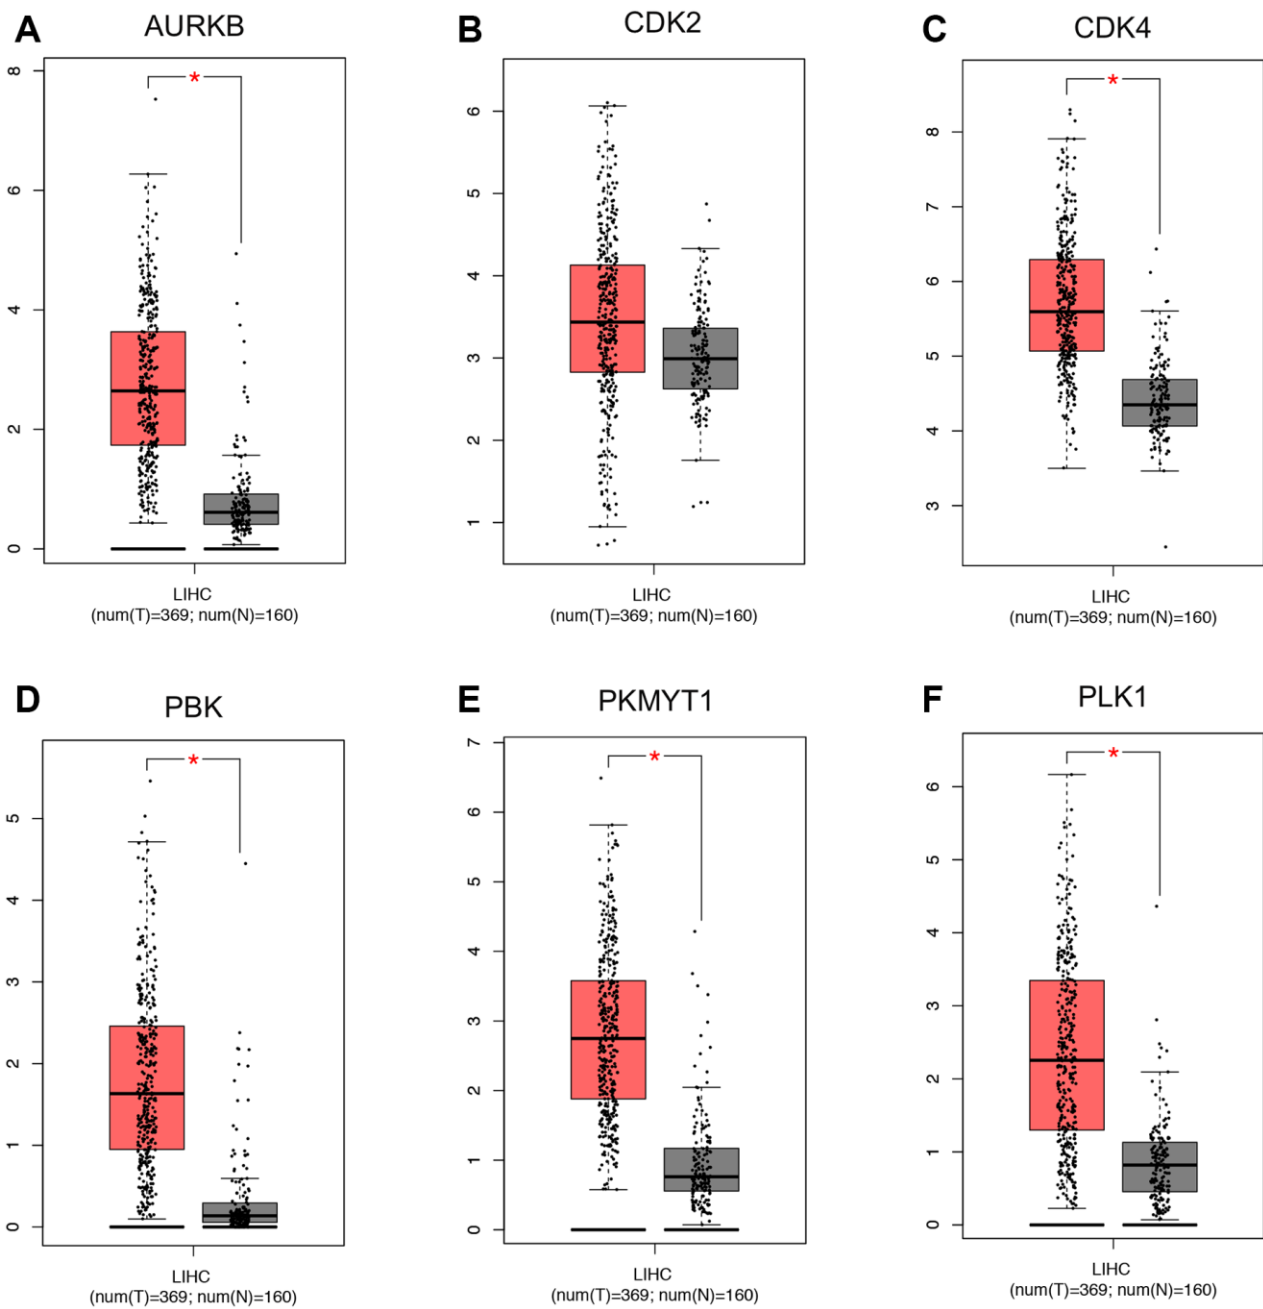 A
AURKB
*
8
6
4
2
0
LIHC
(num(T)=369; num(N)=160)
B
CDK2
6
5
4
3
2
1
LIHC
(num(T)=369; num(N)=160)
C
CDK4
*
8
7
6
5
4
3
LIHC
(num(T)=369; num(N)=160)
D
PBK
*
5
4
3
2
1
0
LIHC
(num(T)=369; num(N)=160)
E
PKMYT1
*
7
6
5
4
3
2
1
0
LIHC
(num(T)=369; num(N)=160)
F
PLK1
*
6
5
4
3
2
1
0
LIHC
(num(T)=369; num(N)=160)